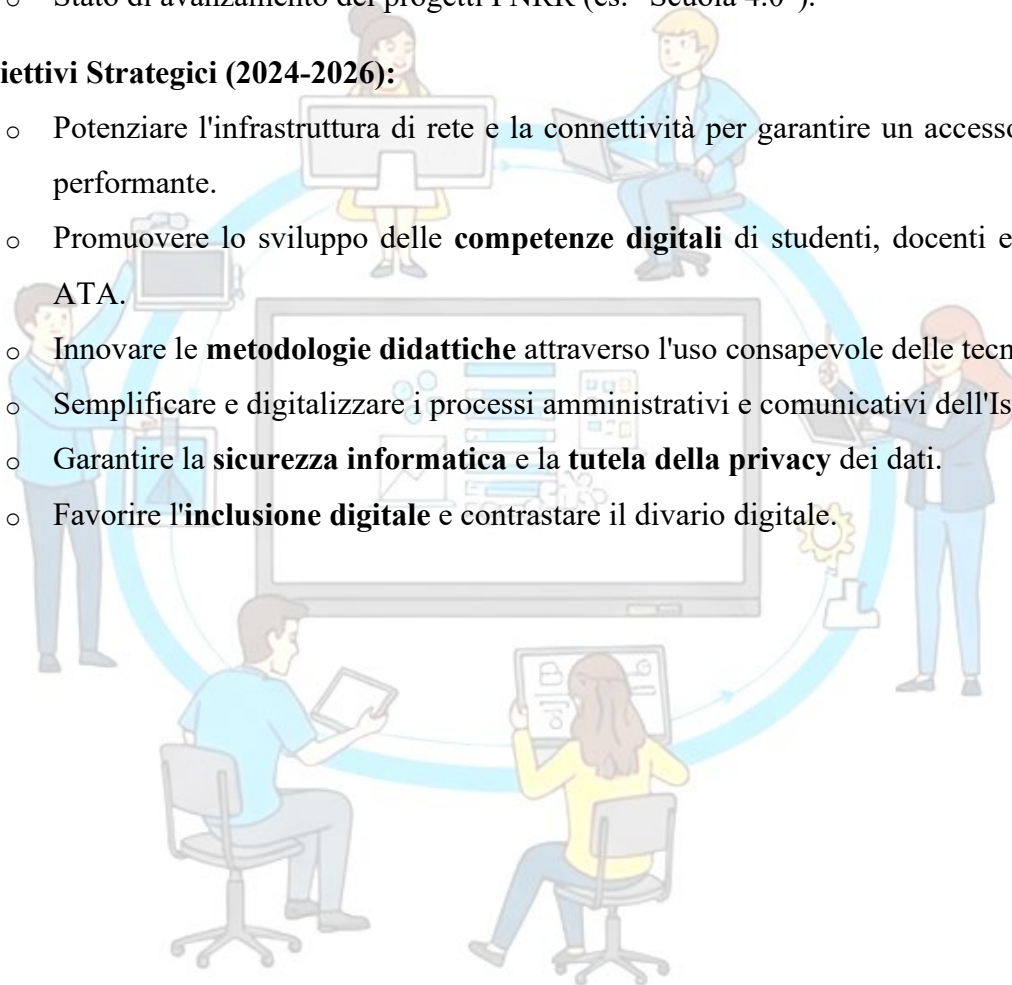 o Stato di avanzamento dei progetti PNRR (es. "Scuola 4.0").
iettivi Strategici (2024-2026):
o Potenziare l'infrastruttura di rete e la connettività per garantire un accesso
performante.
o Promuovere lo sviluppo delle competenze digitali di studenti, docenti e
ATA.
o Innovare le metodologie didattiche attraverso l'uso consapevole delle tecn
o Semplificare e digitalizzare i processi amministrativi e comunicativi dell'Is
o Garantire la sicurezza informatica e la tutela della privacy dei dati.
o Favorire l'inclusione digitale e contrastare il divario digitale.